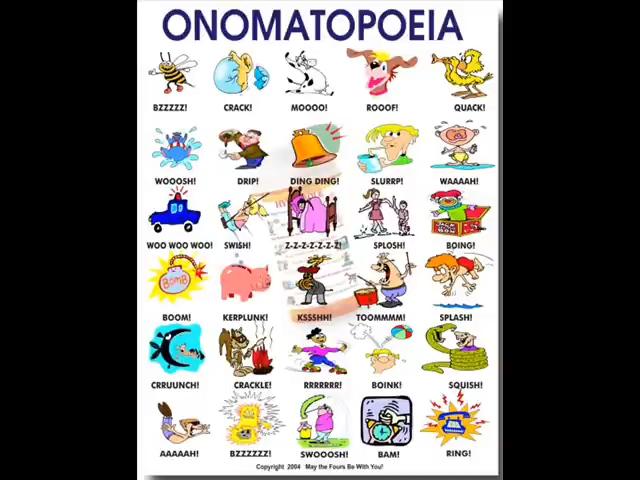 ONOMATOPOEIA
BZZZZZ! CRACK! MOOOO! ROOOF! QUACK!
WOOOSH! DRIP! DING DING! SLURRP! WAAAAH!
WOO WOO WOO! SWISH! Z-Z-Z-Z-Z-Z-Z! SPLOSH! BOING!
BOMB
BOOM! KERPLUNK! KSSSHH! TOOMMMM! SPLASH!
CRRUUNCH! CRACKLE! RRRRRRR! BOINK! SQUISH!
AAAAAH! BZZZZZZ! SWOOOSH! BAM! RING!
Copyright 2004 May the Fours Be With You!